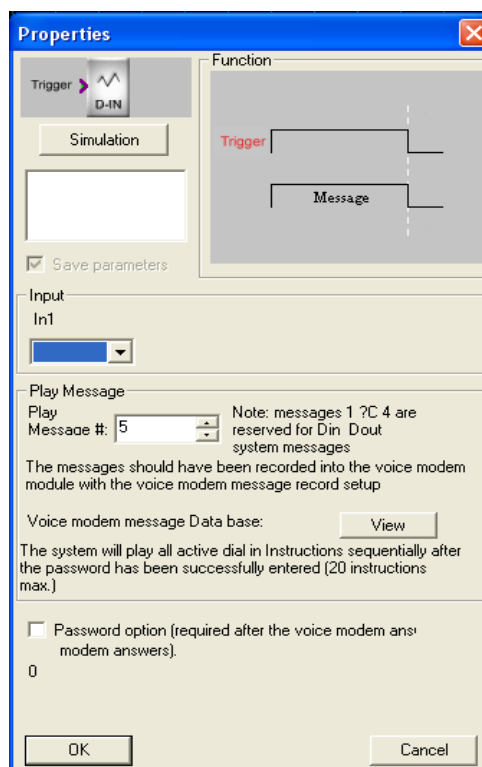 Properties
Trigger
D-IN
Simulation
Save parameters
Function
Trigger
Message
Input
In1
Play Message
Play
Message #: 5
Note: messages 1 ?C 4 are
reserved for Din Dout
system messages
The messages should have been recorded into the voice modem
module with the voice modem message record setup
Voice modem message Data base:
View
The system will play all active dial in Instructions sequentially after
the password has been successfully entered (20 instructions
max.)
Password option (required after the voice modem ans
modem answers).
0
OK
Cancel